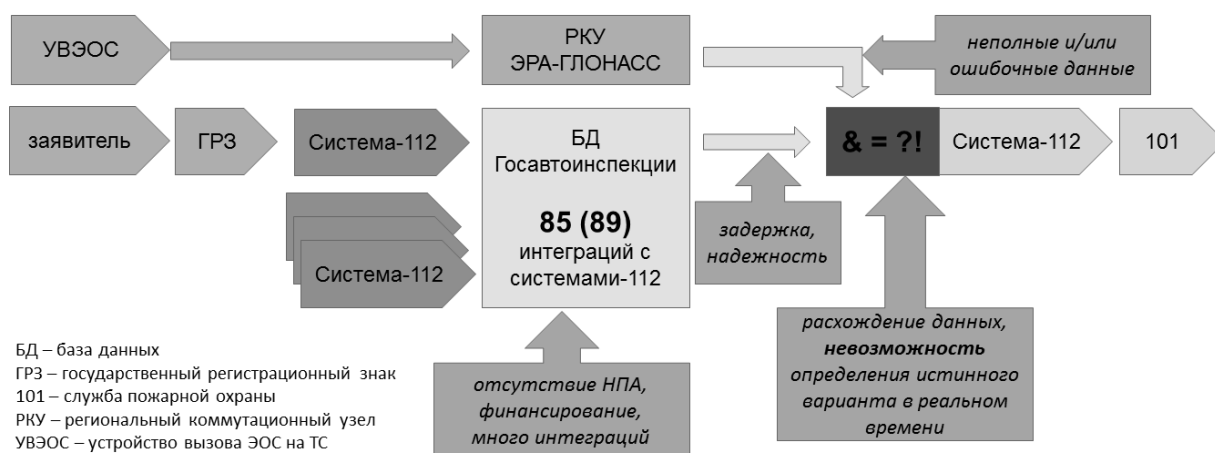 УВЭОС
РКУ
ЭРА-ГЛОНАСС
неполные и/или
ошибочные данные
заявитель
ГРЗ
Система-112
БД
Госавтоинспекции
85 (89)
интеграций с
системами-112
& = ?!
Система-112
101
Система-112
задержка,
надежность
отсутствие НПА,
финансирование,
много интеграций
расхождение данных,
невозможность
определения истинного
варианта в реальном
времени
БД – база данных
ГРЗ – государственный регистрационный знак
101 – служба пожарной охраны
РКУ – региональный коммутационный узел
УВЭОС – устройство вызова ЭОС на ТС